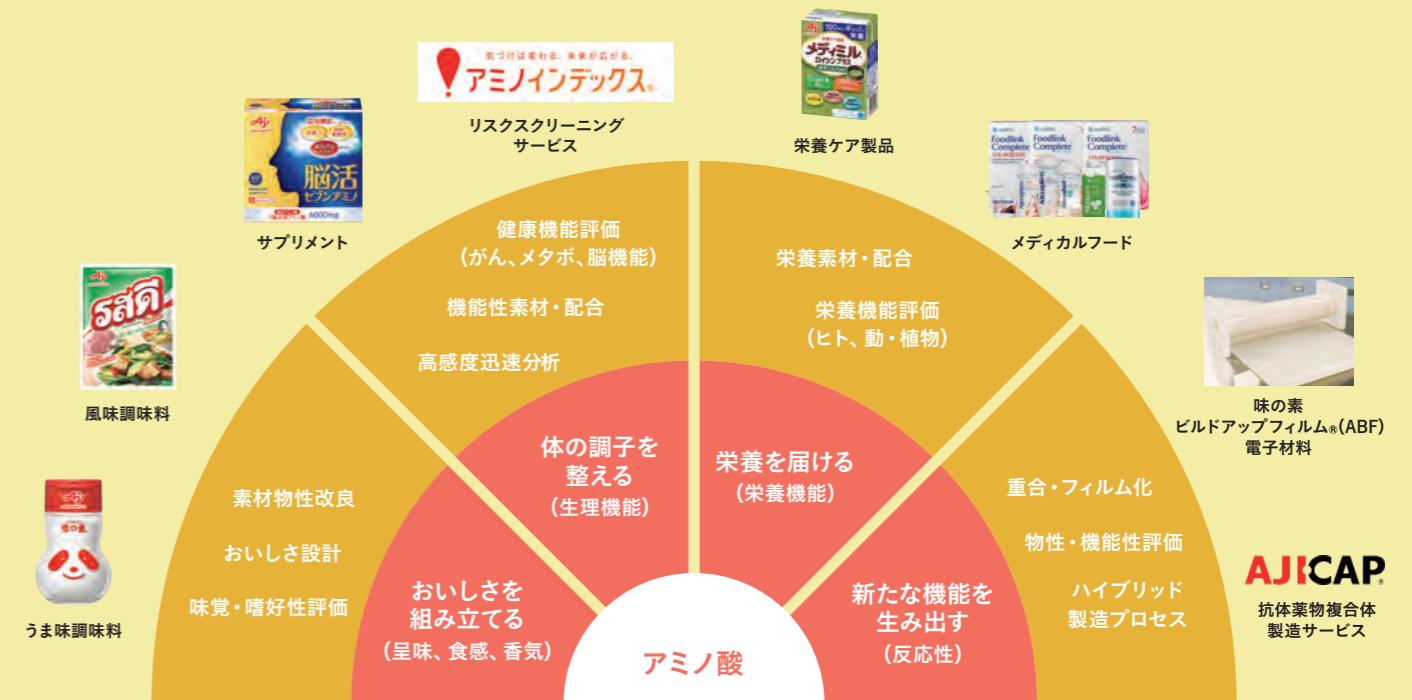 気づけば変わる、未来が広がる。
アミノインデックス®
リスクスクリーニング
サービス
メディミル
ロイシンプラス
栄養ケア製品
Foodlink
Complete
Foodlink
Complete
Foodlink
Complete
メディカルフード
脳活
セブンアミノ
6000mg
サプリメント
รสดี
風味調味料
味の素
うま味調味料
味の素
ビルドアップフィルム®(ABF)
電子材料
AJICAP®
抗体薬物複合体
製造サービス
素材物性改良
おいしさ設計
味覚・嗜好性評価
おいしさを
組み立てる
(呈味、食感、香気)
健康機能評価
(がん、メタボ、脳機能)
機能性素材・配合
高感度迅速分析
体の調子を
整える
(生理機能)
栄養素材・配合
栄養機能評価
(ヒト、動・植物)
栄養を届ける
(栄養機能)
重合・フィルム化
物性・機能性評価
ハイブリッド
製造プロセス
新たな機能を
生み出す
(反応性)
アミノ酸